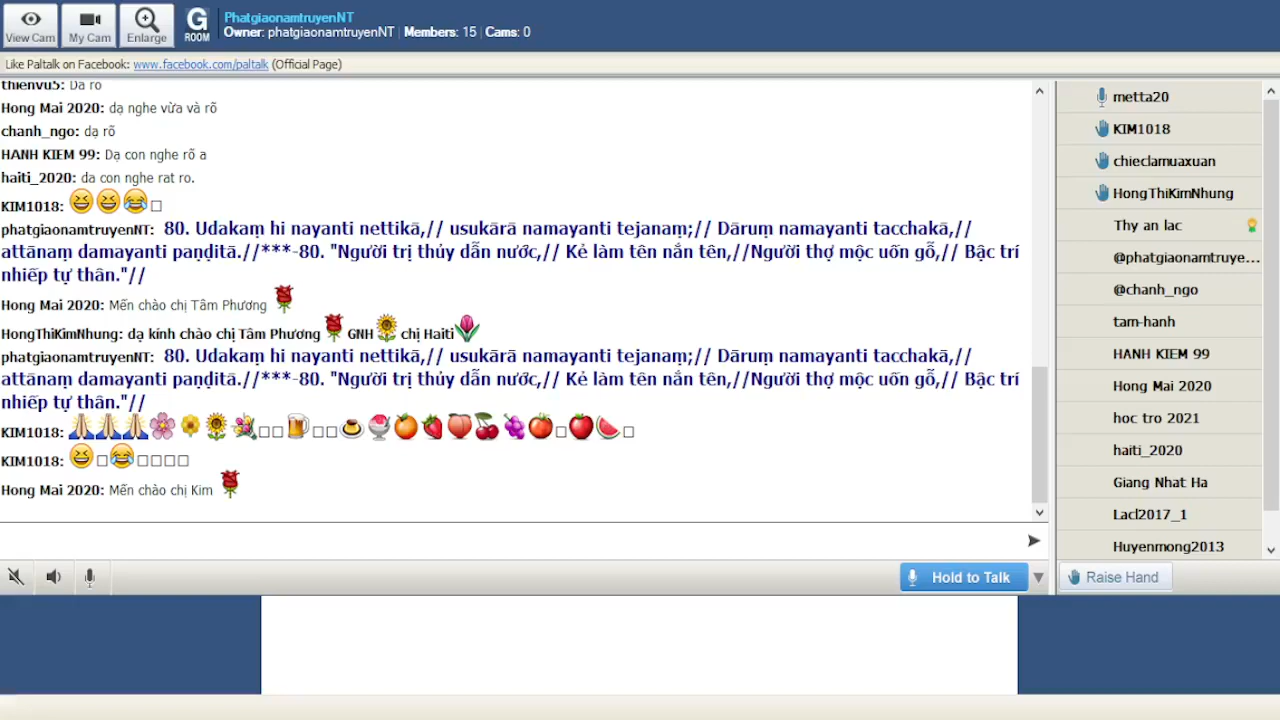 View Cam
My Cam
Enlarge
G
ROOM
PhatgiaonamtruyenNT
Owner: phatgiaonamtruyenNT | Members: 15 | Cams: 0
Like Paltalk on Facebook: www.facebook.com/paltalk (Official Page)
thienvu5: Da ro
Hong Mai 2020: dạ nghe vừa và rõ
chanh_ngo: dạ rõ
HANH KIEM 99: Dạ con nghe rõ a
haiti_2020: da con nghe rat ro.
KIM1018: 😆😆😂
phatgiaonamtruyenNT: 80. Udakaṃ hi nayanti nettikā,// usukārā namayanti tejanaṃ;// Dāruṃ namayanti tacchakā,//
attānaṃ damayanti paṇḍitā.//***-80. "Người trị thủy dẫn nước,// Kẻ làm tên nắn tên,//Người thợ mộc uốn gỗ,// Bậc trí
nhiếp tự thân."//
Hong Mai 2020: Mến chào chị Tâm Phương
HongThiKimNhung: dạ kính chào chị Tâm Phương GNH chị Haiti
phatgiaonamtruyenNT: 80. Udakaṃ hi nayanti nettikā,// usukārā namayanti tejanaṃ;// Dāruṃ namayanti tacchakā,//
attānaṃ damayanti paṇḍitā.//***-80. "Người trị thủy dẫn nước,// Kẻ làm tên nắn tên,//Người thợ mộc uốn gỗ,// Bậc trí
nhiếp tự thân."//
KIM1018:
KIM1018:
Hong Mai 2020: Mến chào chị Kim
Hold to Talk
metta20
KIM1018
chieclamuaxuan
HongThiKimNhung
Thy an lac
@phatgiaonamtruye...
@chanh_ngo
tam-hanh
HANH KIEM 99
Hong Mai 2020
hoc tro 2021
haiti_2020
Giang Nhat Ha
Lacl2017_1
Huyenmong2013
Raise Hand